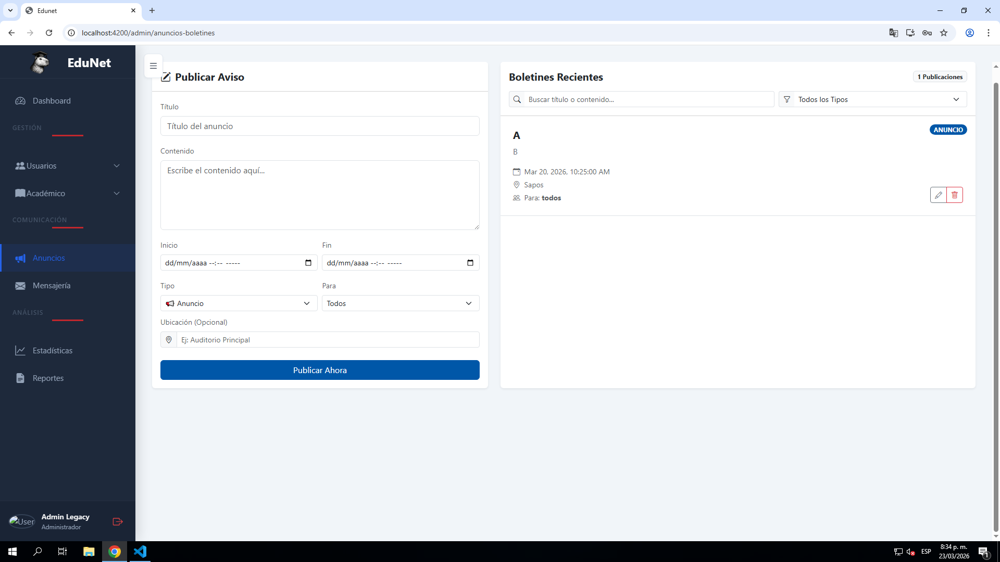 Edunet
localhost:4200/admin/anuncios-boletines
EduNet
Dashboard
GESTIÓN
Usuarios
Académico
COMUNICACIÓN
Anuncios
Mensajería
ANÁLISIS
Estadísticas
Reportes
User
Admin Legacy
Administrador
Publicar Aviso
Título
Título del anuncio
Contenido
Escribe el contenido aquí...
Inicio
Fin
dd/mm/aaaa --:-- -----
dd/mm/aaaa --:-- -----
Tipo
Para
Anuncio
Todos
Ubicación (Opcional)
Ej: Auditorio Principal
Publicar Ahora
Boletines Recientes
1 Publicaciones
Buscar título o contenido...
Todos los Tipos
ANUNCIO
A
B
Mar 20, 2026, 10:25:00 AM
Sapos
Para: todos
ESP
8:34 p. m.
23/03/2026
1